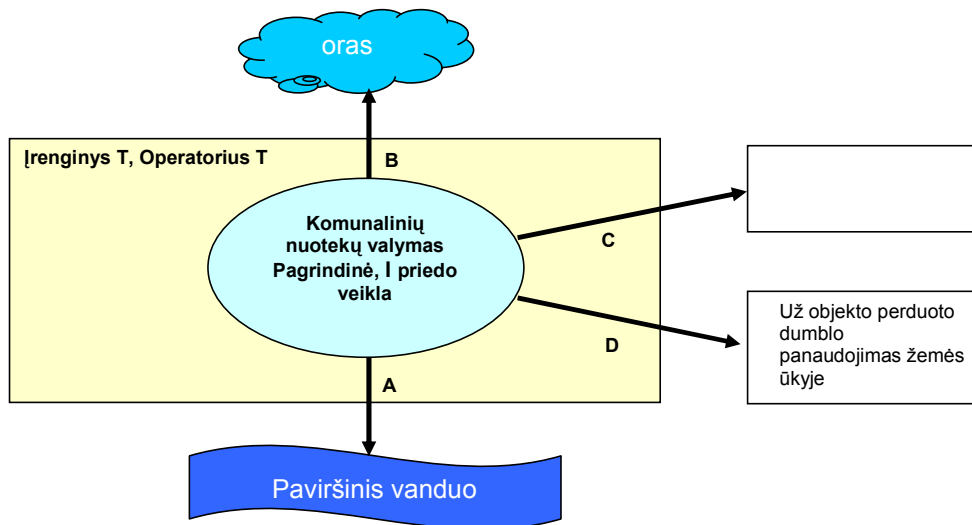 oras
Įrenginys T, Operatorius T
B
Komunalinių
nuotekų valymas
Pagrindinė, I priedo
veikla
C
Už objekto perduoto
dumblo
panaudojimas žemės
ūkyje
D
A
Paviršinis vanduo